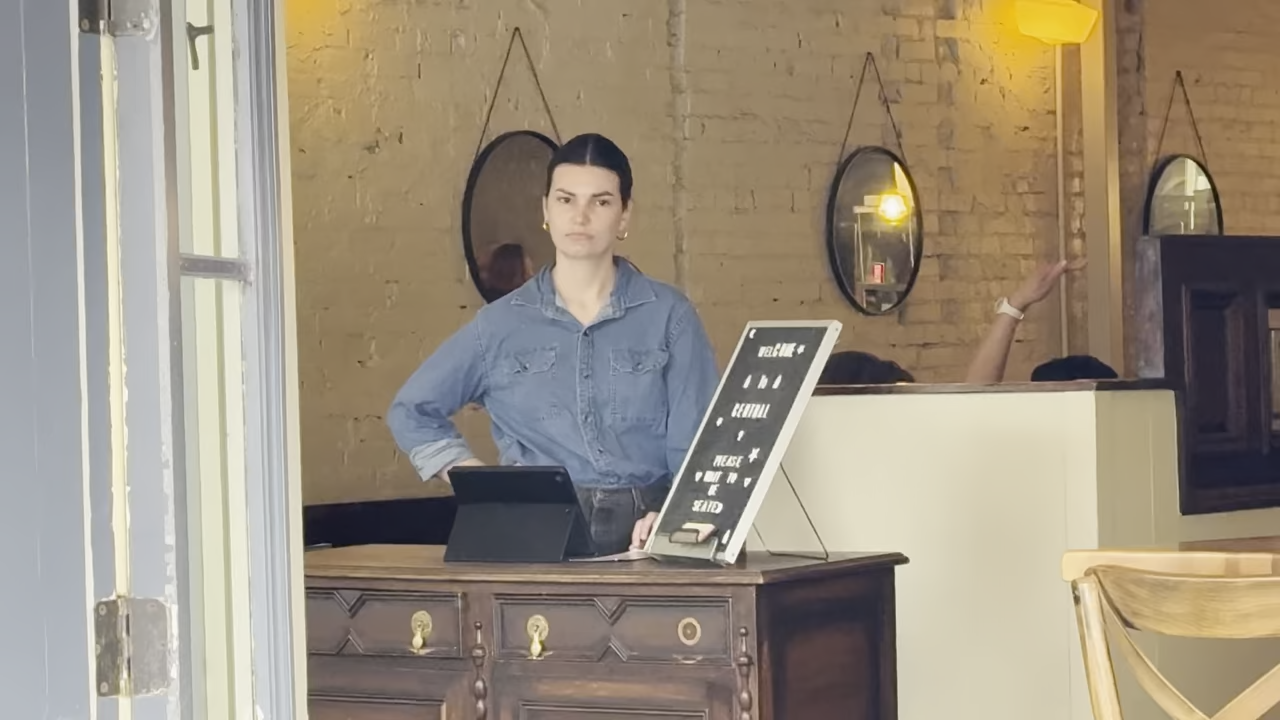 WELCOME
TO
CENTRAL
PLEASE
WAIT TO
BE
SEATED